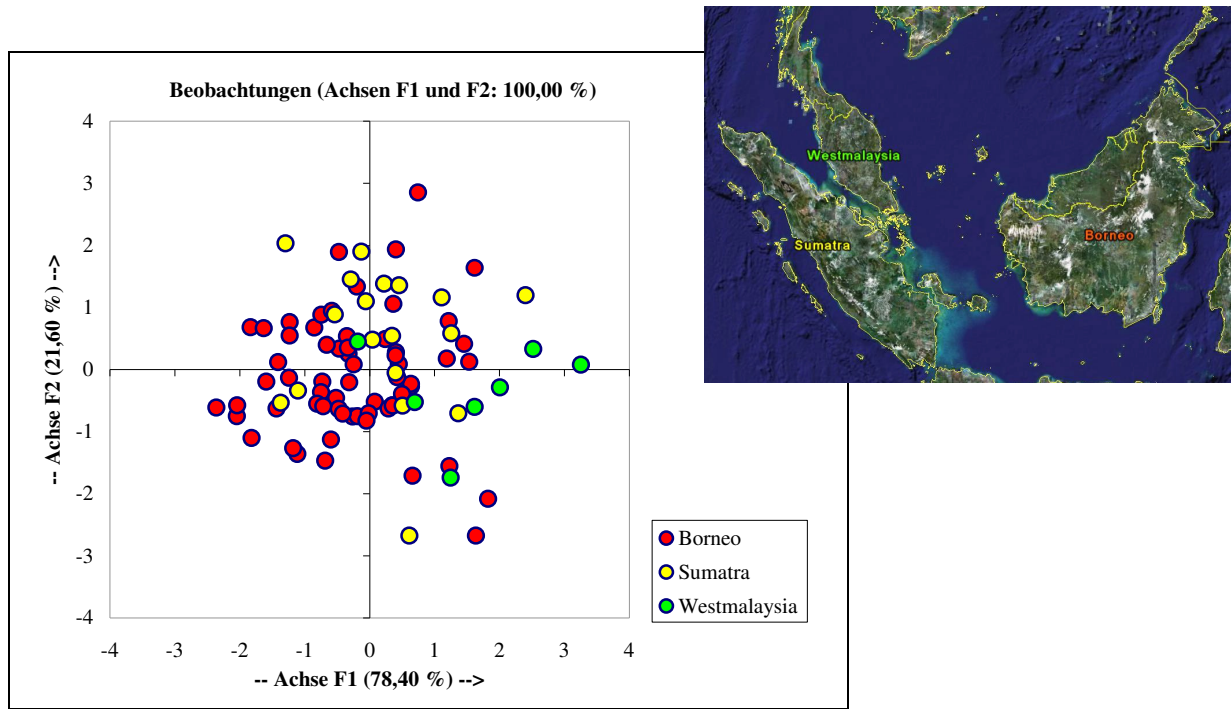 Beobachtungen (Achsen F1 und F2: 100,00 %)
-- Achse F2 (21,60 %) -->
4
3
2
1
0
-1
-2
-3
-4
-4 -3 -2 -1 0 1 2 3 4
-- Achse F1 (78,40 %) -->
Borneo
Sumatra
Westmalaysia
Westmalaysia
Sumatra
Borneo